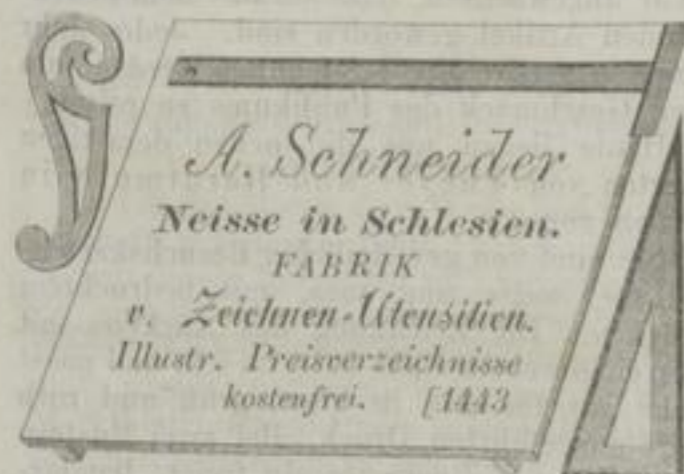 A. Schneider
Neisse in Schlesien.
FABRIK
v. Zeichnen-Utensilien.
Illustr. Preisverzeichnisse
kostenfrei. [1443